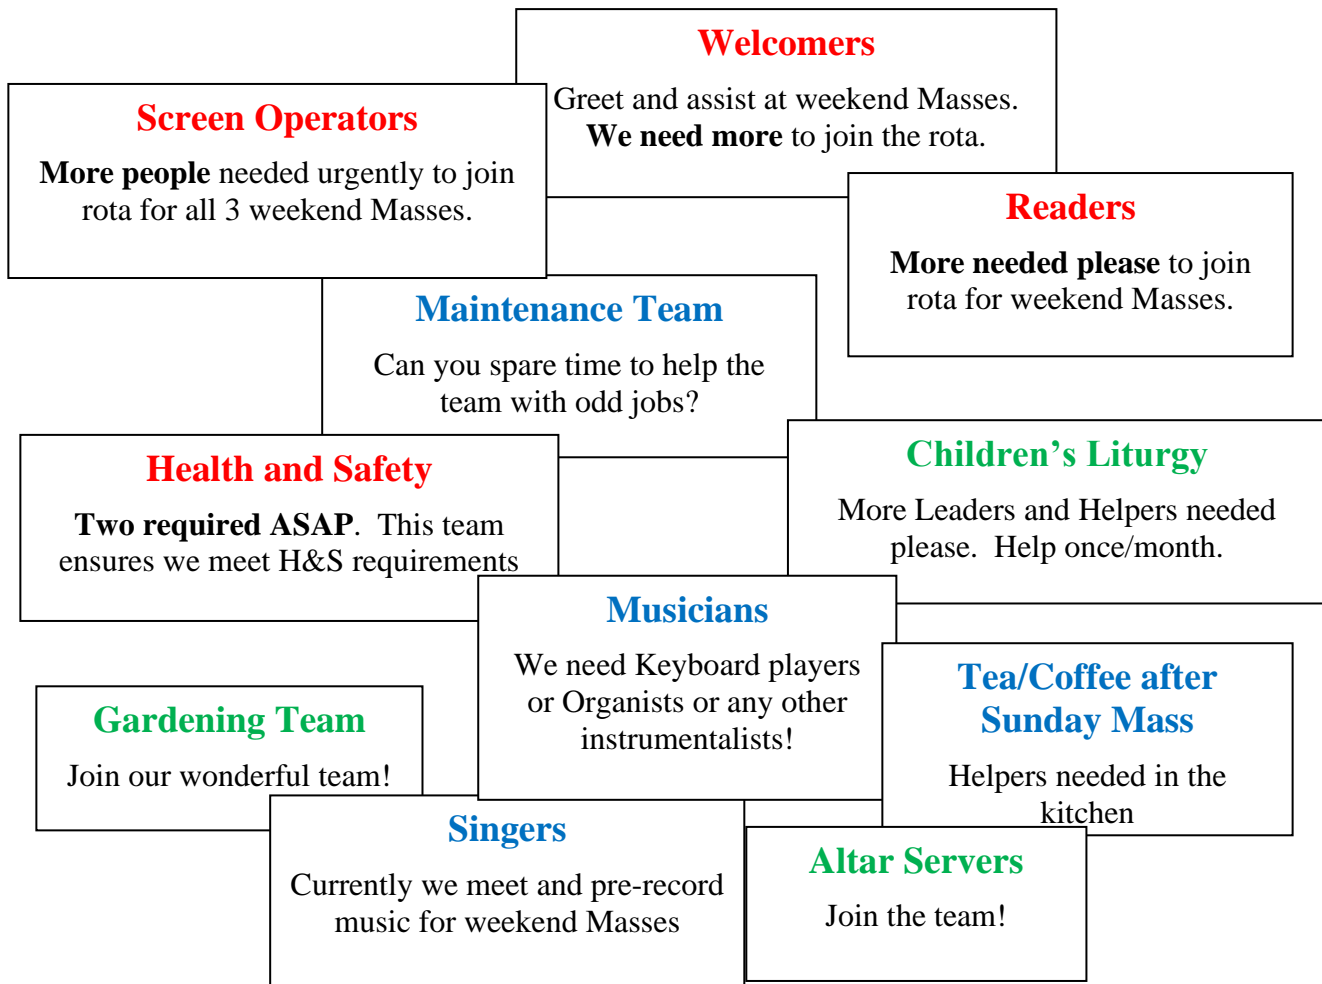 Welcomers
Greet and assist at weekend Masses.
We need more to join the rota.
Screen Operators
More people needed urgently to join
rota for all 3 weekend Masses.
Readers
More needed please to join
rota for weekend Masses.
Maintenance Team
Can you spare time to help the
team with odd jobs?
Health and Safety
Two required ASAP.  This team
ensures we meet H&S requirements
Children’s Liturgy
More Leaders and Helpers needed
please.  Help once/month.
Musicians
We need Keyboard players
or Organists or any other
instrumentalists!
Tea/Coffee after
Sunday Mass
Helpers needed in the
kitchen
Gardening Team
Join our wonderful team!
Singers
Currently we meet and pre-record
music for weekend Masses
Altar Servers
Join the team!